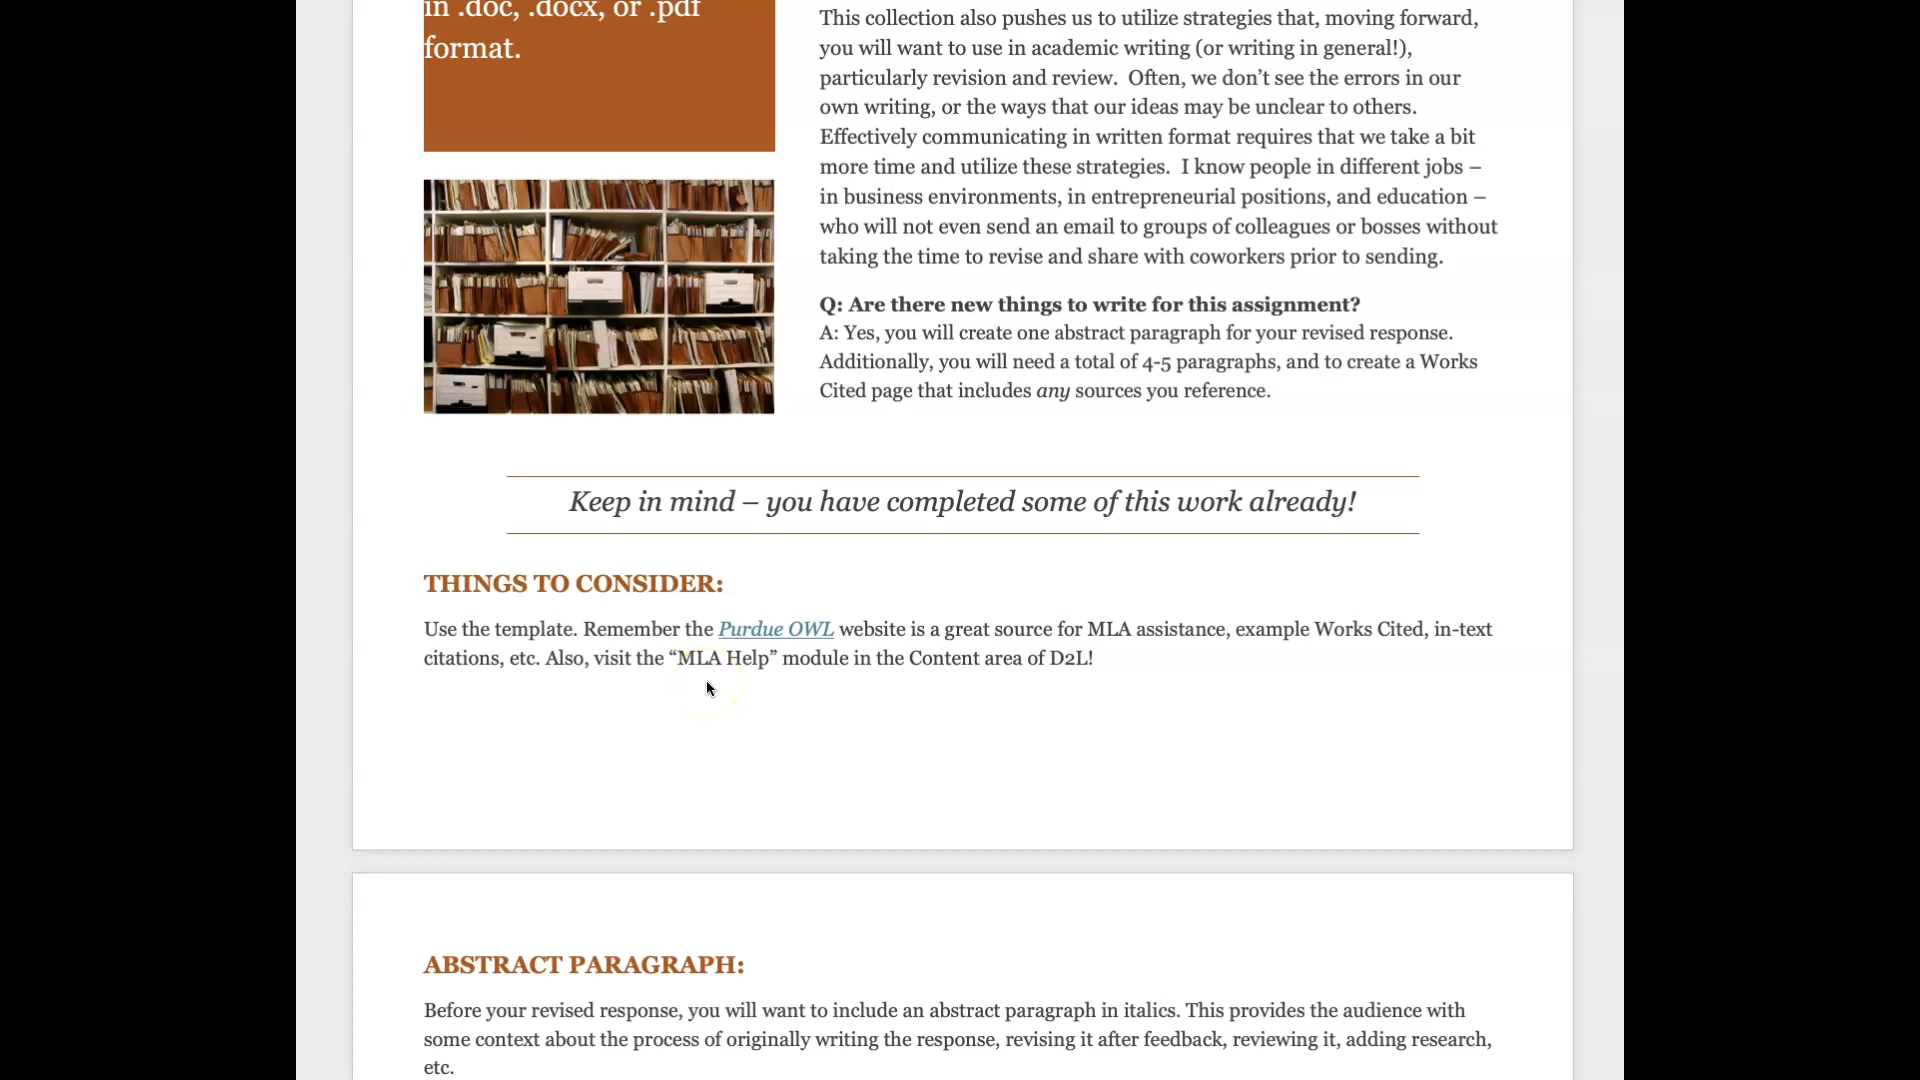 in .doc, .docx, or .pdf
format.
This collection also pushes us to utilize strategies that, moving forward,
you will want to use in academic writing (or writing in general!),
particularly revision and review.  Often, we don’t see the errors in our
own writing, or the ways that our ideas may be unclear to others.
Effectively communicating in written format requires that we take a bit
more time and utilize these strategies.  I know people in different jobs –
in business environments, in entrepreneurial positions, and education –
who will not even send an email to groups of colleagues or bosses without
taking the time to revise and share with coworkers prior to sending.
Q: Are there new things to write for this assignment?
A: Yes, you will create one abstract paragraph for your revised response.
Additionally, you will need a total of 4-5 paragraphs, and to create a Works
Cited page that includes any sources you reference.
Keep in mind – you have completed some of this work already!
THINGS TO CONSIDER:
Use the template. Remember the Purdue OWL website is a great source for MLA assistance, example Works Cited, in-text
citations, etc. Also, visit the “MLA Help” module in the Content area of D2L!
ABSTRACT PARAGRAPH:
Before your revised response, you will want to include an abstract paragraph in italics. This provides the audience with
some context about the process of originally writing the response, revising it after feedback, reviewing it, adding research,
etc.